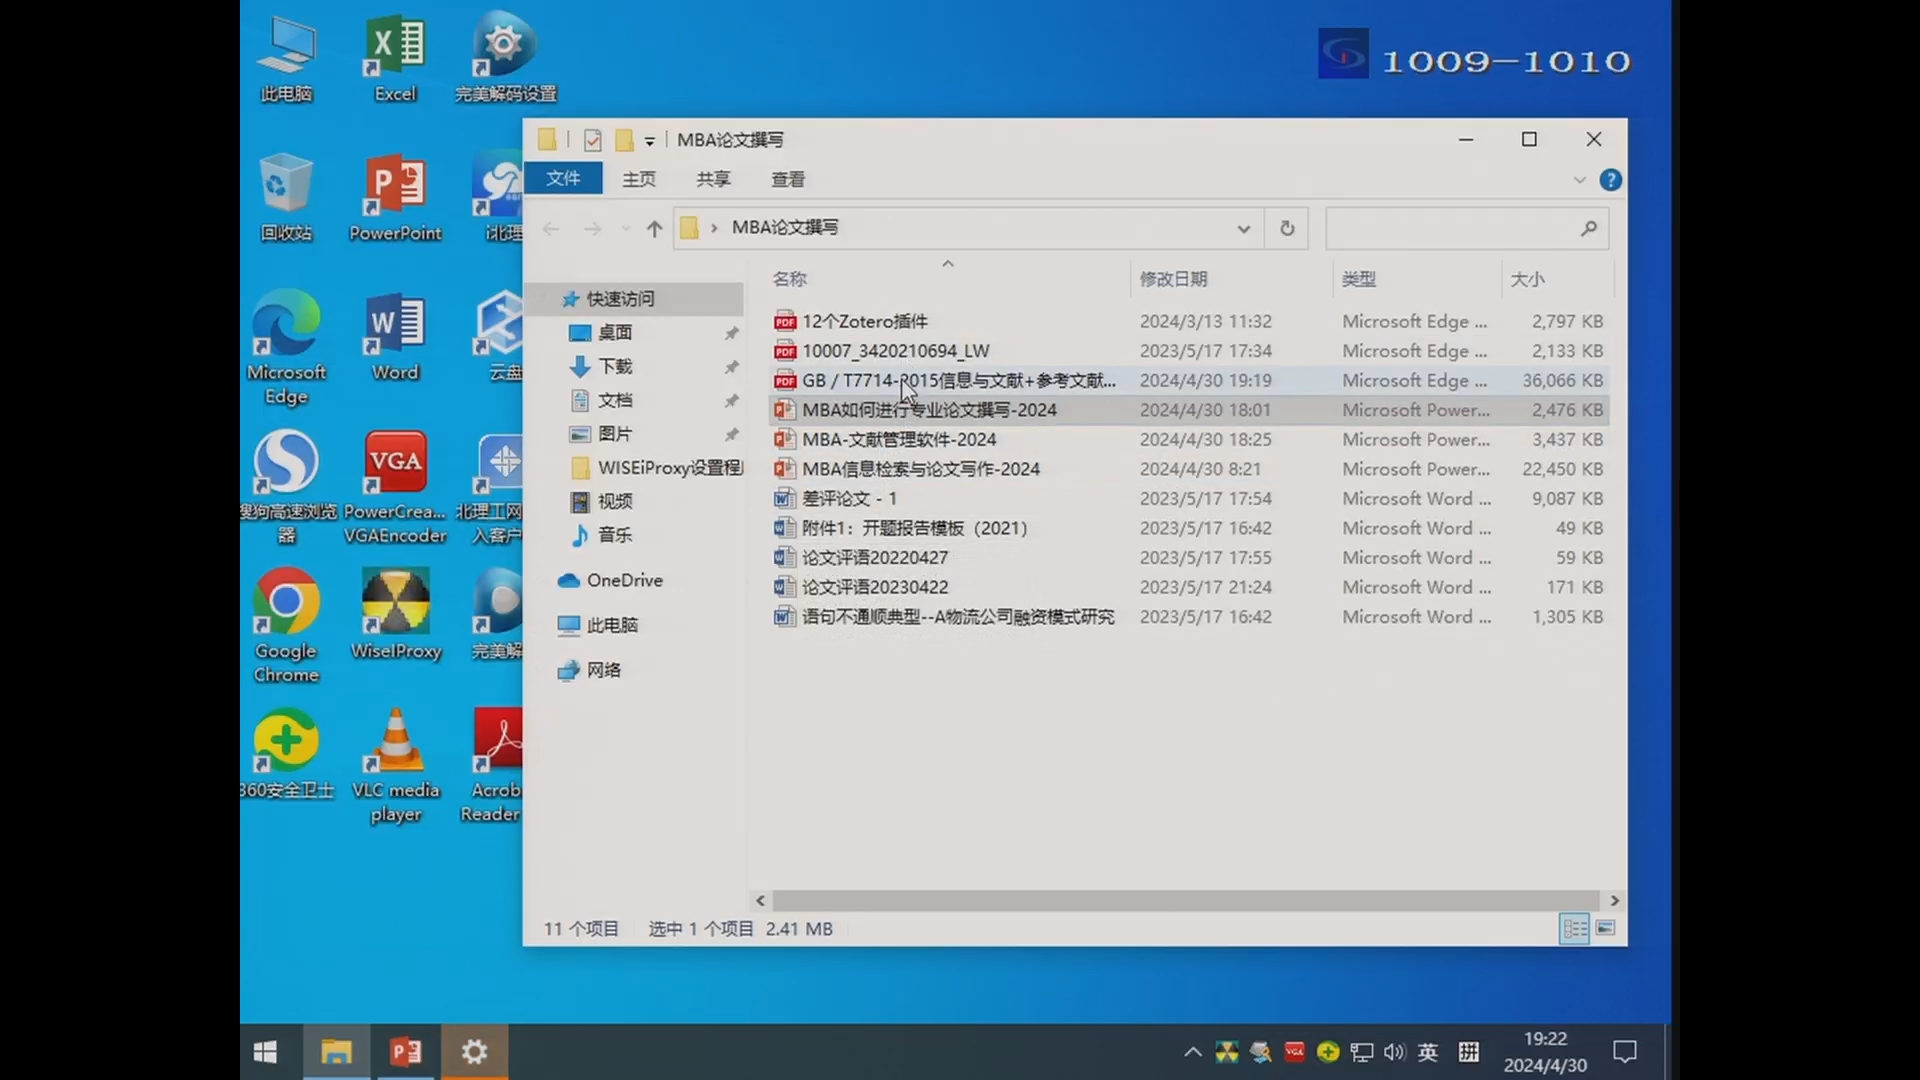 1009-1010
此电脑
Excel
完美解码设置
回收站
PowerPoint
i北理
Microsoft Edge
Word
云盘
搜狗高速浏览器
PowerCrea... VGAEncoder
北理工网
入客户
Google Chrome
WiseIProxy
完美解
360安全卫士
VLC media player
Acrob
Reader
MBA论文撰写
文件 主页 共享 查看
MBA论文撰写
名称 修改日期 类型 大小
快速访问
桌面
下载
文档
图片
WISEiProxy设置程
视频
音乐
OneDrive
此电脑
网络
12个Zotero插件 2024/3/13 11:32 Microsoft Edge ... 2,797 KB
10007_3420210694_LW 2023/5/17 17:34 Microsoft Edge ... 2,133 KB
GB / T7714-2015信息与文献+参考文献... 2024/4/30 19:19 Microsoft Edge ... 36,066 KB
MBA如何进行专业论文撰写-2024 2024/4/30 18:01 Microsoft Power... 2,476 KB
MBA-文献管理软件-2024 2024/4/30 18:25 Microsoft Power... 3,437 KB
MBA信息检索与论文写作-2024 2024/4/30 8:21 Microsoft Power... 22,450 KB
差评论文 - 1 2023/5/17 17:54 Microsoft Word ... 9,087 KB
附件1：开题报告模板（2021） 2023/5/17 16:42 Microsoft Word ... 49 KB
论文评语20220427 2023/5/17 17:55 Microsoft Word ... 59 KB
论文评语20230422 2023/5/17 21:24 Microsoft Word ... 171 KB
语句不通顺典型--A物流公司融资模式研究 2023/5/17 16:42 Microsoft Word ... 1,305 KB
11 个项目 选中 1 个项目 2.41 MB
英
拼
19:22
2024/4/30